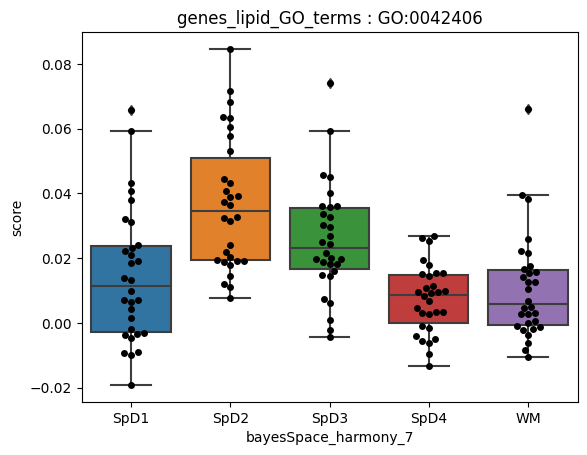 genes_lipid_GO_terms : GO:0042406
score
0.08
0.06
0.04
0.02
0.00
−0.02
SpD1 SpD2 SpD3 SpD4 WM
bayesSpace_harmony_7